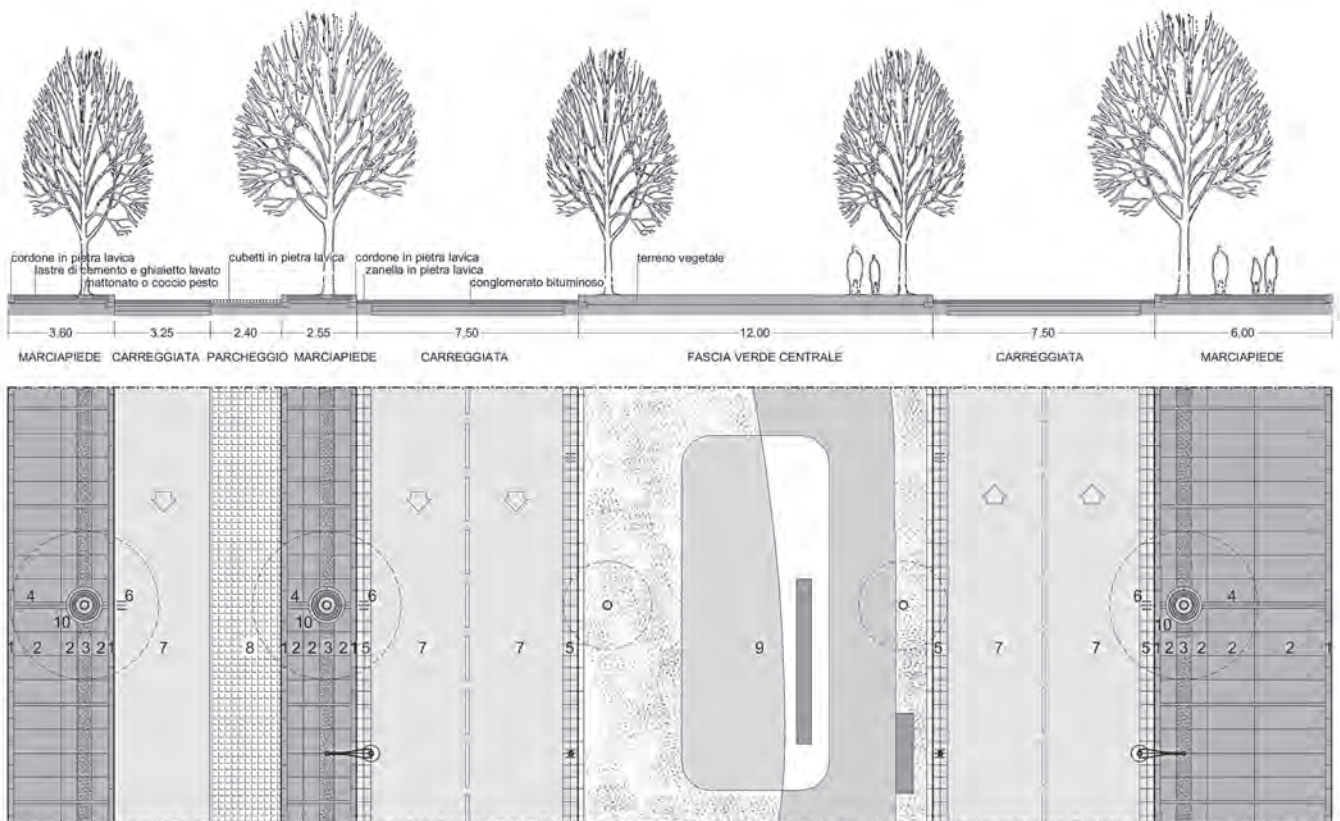 cordone in pietra lavica cubetti in pietra lavica cordone in pietra lavica terreno vegetale
lastre di cemento e ghiaietto lavato zanella in pietra lavica
mattonato o coccio pesto conglomerato bituminoso
3.60 3.25 2.40 2.55 7.50 12.00 7.50 6.00
MARCIAPIEDE CARREGGIATA PARCHEGGIO MARCIAPIEDE CARREGGIATA FASCIA VERDE CENTRALE CARREGGIATA MARCIAPIEDE
4 6 4 6 6 4
10 10 10
1 2 2 3 2 1 7 8 1 2 2 3 2 1 5 7 7 5 9 5 7 7 5 1 2 3 2 2 2 1